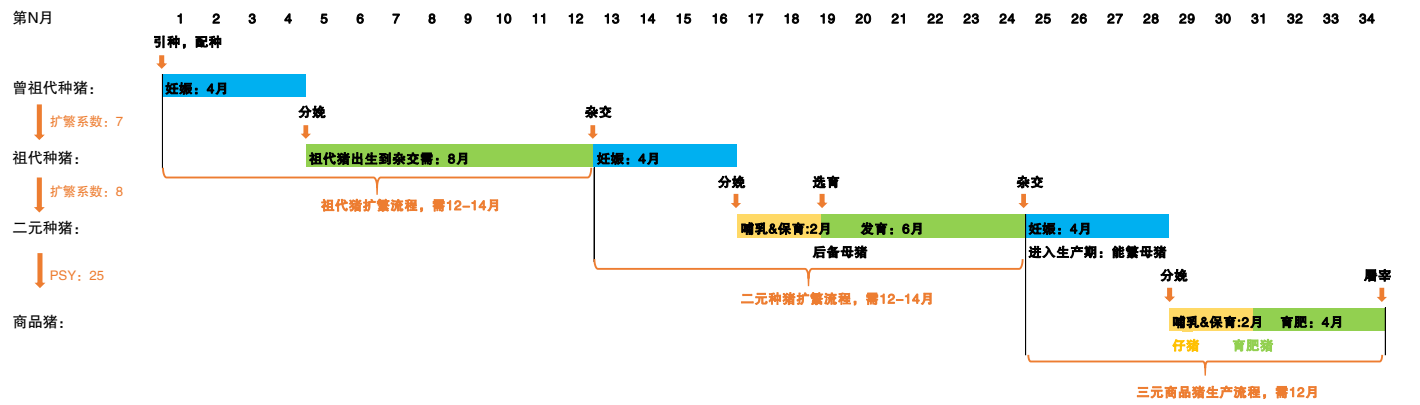 第N月 1 2 3 4 5 6 7 8 9 10 11 12 13 14 15 16 17 18 19 20 21 22 23 24 25 26 27 28 29 30 31 32 33 34
引种，配种
曾祖代种猪： 妊娠：4月
扩繁系数：7 分娩 杂交
祖代种猪： 祖代猪出生到杂交需：8月 妊娠：4月
扩繁系数：8 分娩 选育 杂交
祖代猪扩繁流程，需12-14月
二元种猪： 哺乳&保育:2月 发育：6月 妊娠：4月
后备母猪 进入生产期：能繁母猪
PSY：25 分娩 屠宰
二元种猪扩繁流程，需12-14月
商品猪： 哺乳&保育:2月 育肥：4月
仔猪 育肥猪
三元商品猪生产流程，需12月